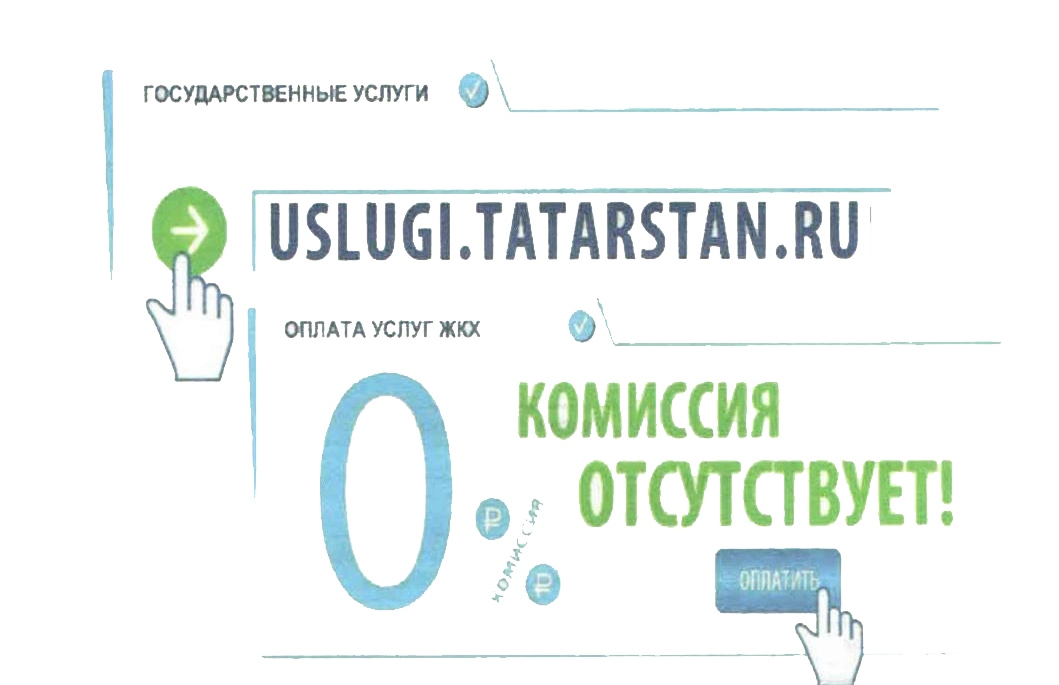 ГОСУДАРСТВЕННЫЕ УСЛУГИ
USLUGI.TATARSTAN.RU
ОПЛАТА УСЛУГ ЖКХ
0
КОМИССИЯ
ОТСУТСТВУЕТ!
КОМИССИЯ
ОПЛАТИТЬ